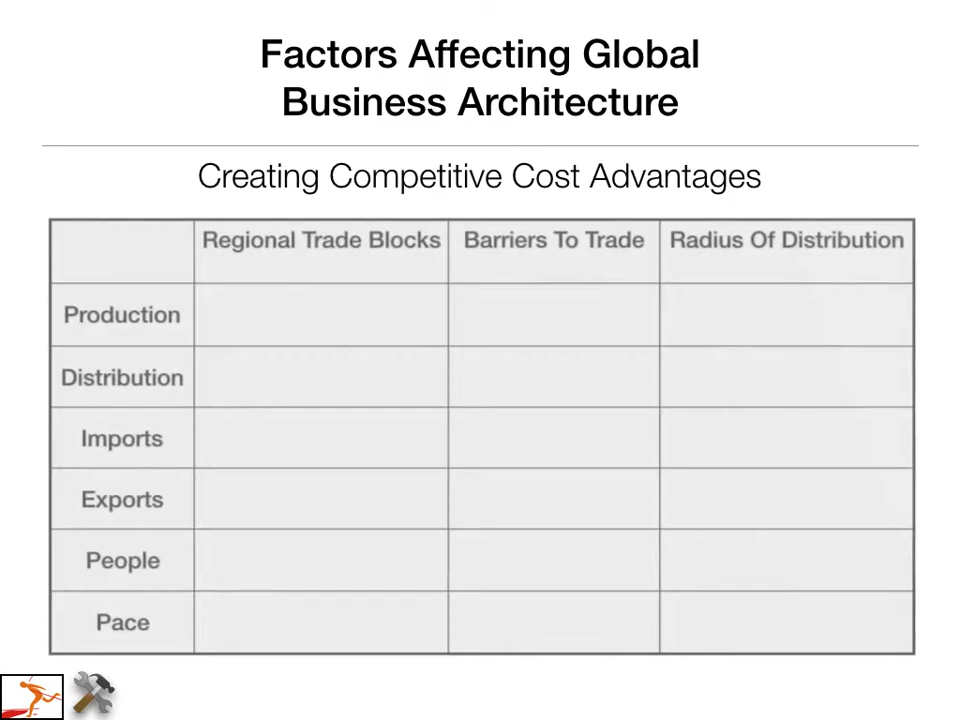 Factors Affecting Global
Business Architecture
Creating Competitive Cost Advantages
Regional Trade Blocks Barriers To Trade Radius Of Distribution
Production
Distribution
Imports
Exports
People
Pace